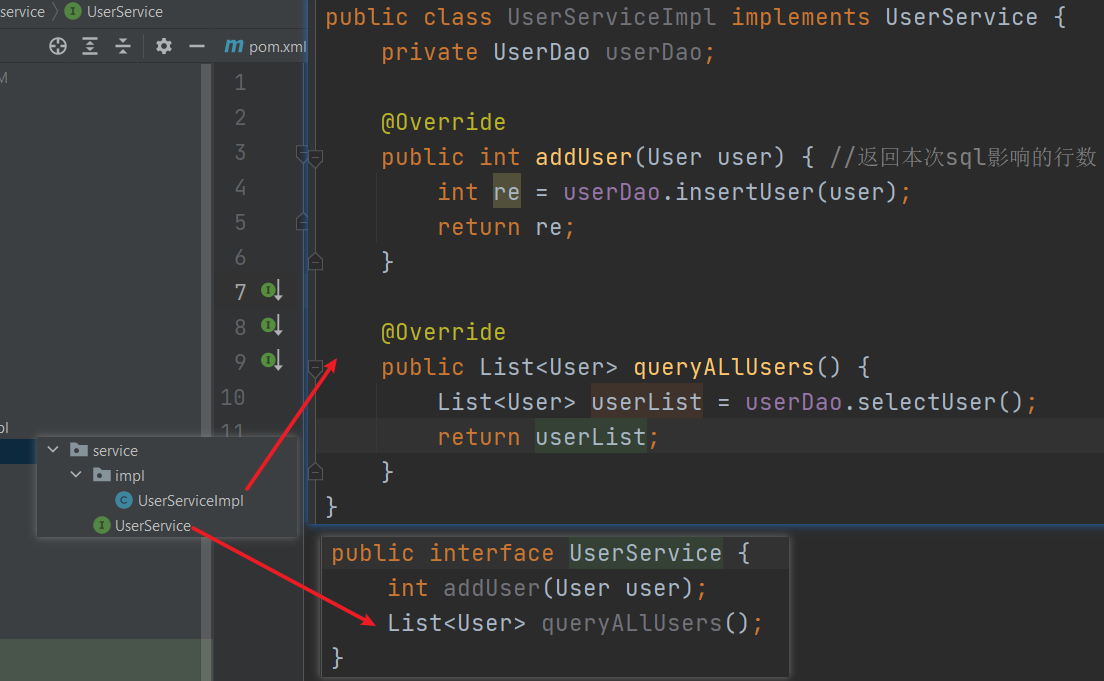 service > UserService
pom.xml
1
2
3
4
5
6
7
8
9
10
11
pl
service
impl
UserServiceImpl
UserService
public class UserServiceImpl implements UserService {
private UserDao userDao;
@Override
public int addUser(User user) { //返回本次sql影响的行数
int re = userDao.insertUser(user);
return re;
}
@Override
public List<User> queryALlUsers() {
List<User> userList = userDao.selectUser();
return userList;
}
}
public interface UserService {
int addUser(User user);
List<User> queryALlUsers();
}